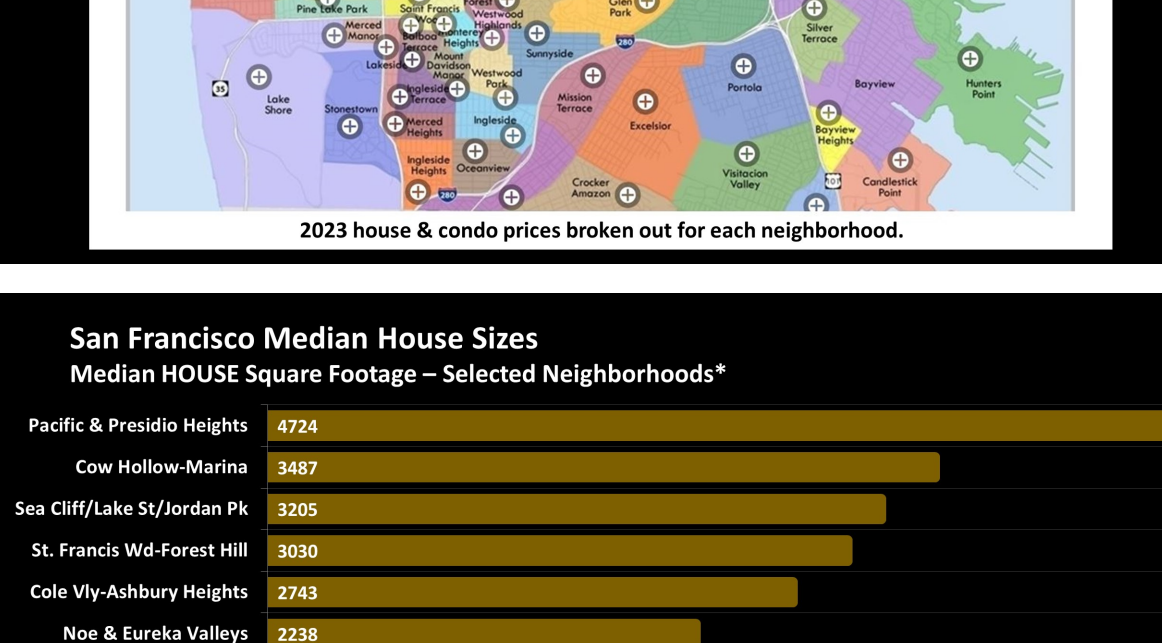 Pine Lake Park
Saint Francis
Wood
Forest
Westwood
Highlands
Glen
Park
Merced
Manor
Balboa
Terrace
Monterey
Heights
Silver
Terrace
Sunnyside
280
Lakeside
Mount
Davidson
Manor
Westwood
Park
35
Lake
Shore
Stonestown
Ingleside
Terrace
Mission
Terrace
Excelsior
Portola
Bayview
Hunters
Point
Merced
Heights
Ingleside
Bayview
Heights
Ingleside
Heights
Oceanview
280
Crocker
Amazon
Visitacion
Valley
101
Candlestick
Point
2023 house & condo prices broken out for each neighborhood.
San Francisco Median House Sizes
Median HOUSE Square Footage – Selected Neighborhoods*
Pacific & Presidio Heights 4724
Cow Hollow-Marina 3487
Sea Cliff/Lake St/Jordan Pk 3205
St. Francis Wd-Forest Hill 3030
Cole Vly-Ashbury Heights 2743
Noe & Eureka Valleys 2238